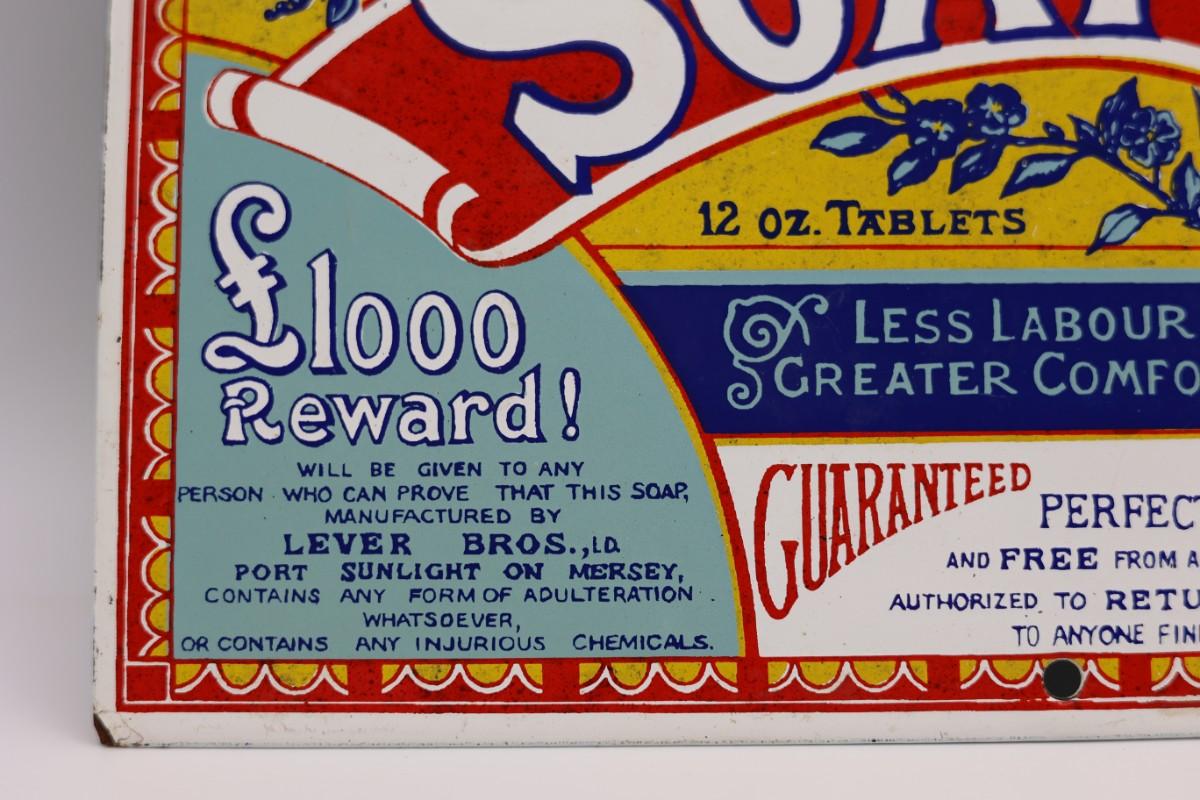 SOAP
12 OZ. TABLETS
£1000
Reward!
WILL BE GIVEN TO ANY
PERSON WHO CAN PROVE THAT THIS SOAP,
MANUFACTURED BY
LEVER BROS., LD.
PORT SUNLIGHT ON MERSEY,
CONTAINS ANY FORM OF ADULTERATION
WHATSOEVER,
OR CONTAINS ANY INJURIOUS CHEMICALS.
LESS LABOUR
GREATER COMFO
GUARANTEED
PERFECT
AND FREE FROM A
AUTHORIZED TO RETU
TO ANYONE FIN